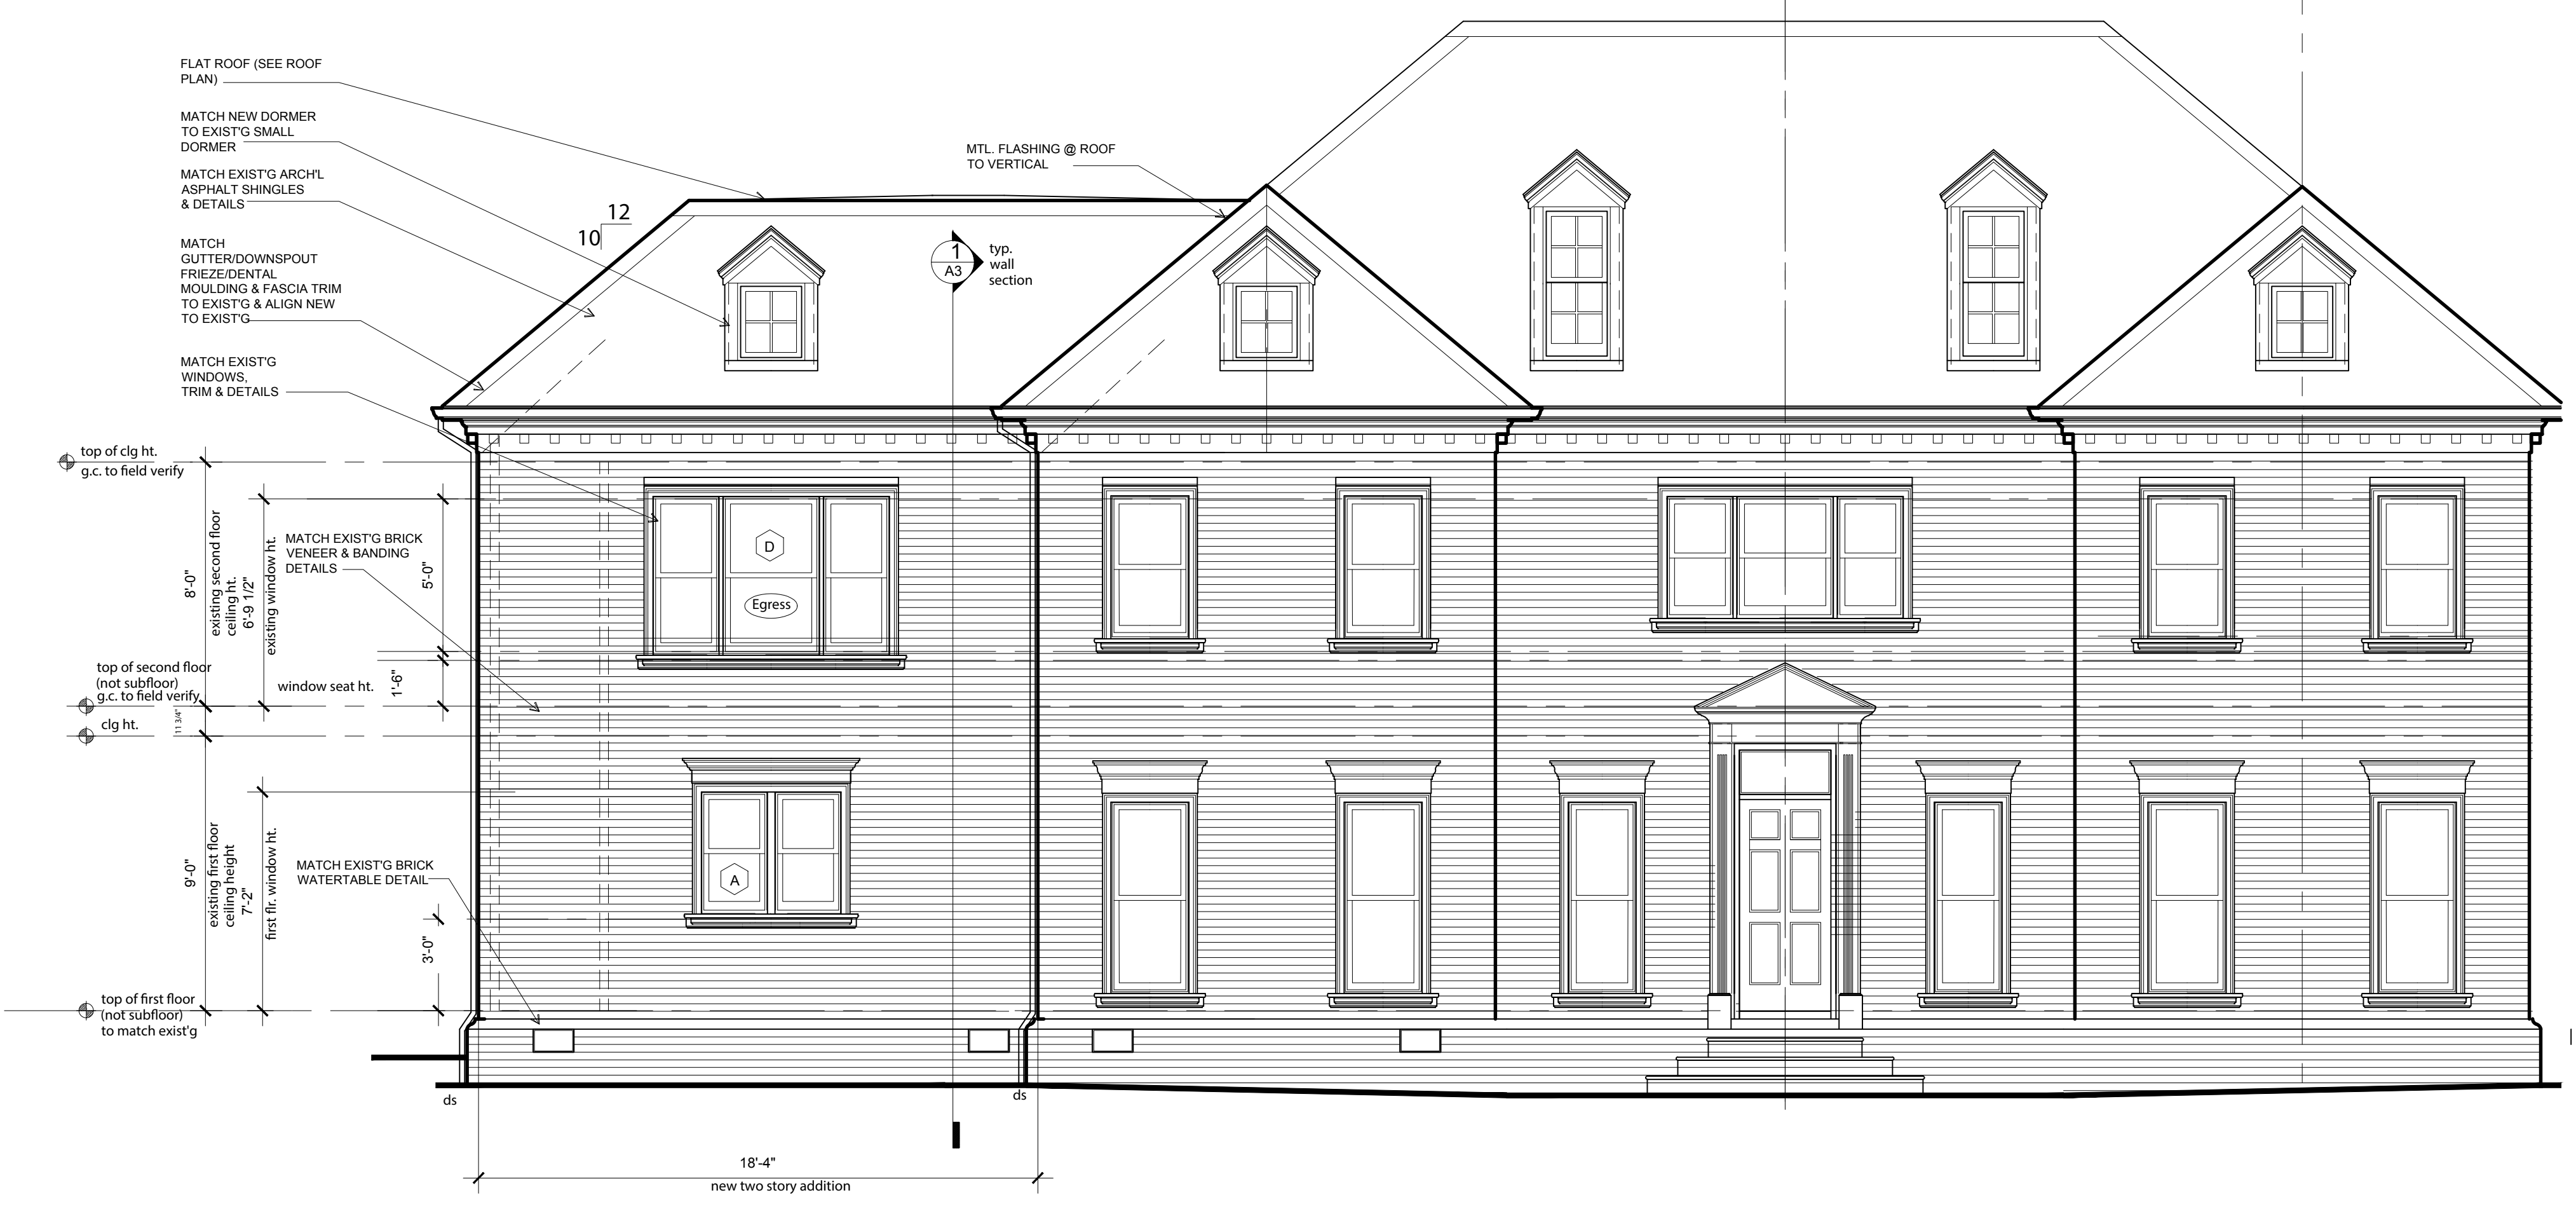 FLAT ROOF (SEE ROOF
PLAN)
MATCH NEW DORMER
TO EXIST'G SMALL
DORMER
MATCH EXIST'G ARCH'L
ASPHALT SHINGLES
& DETAILS
MATCH
GUTTER/DOWNSPOUT
FRIEZE/DENTAL
MOULDING & FASCIA TRIM
TO EXIST'G & ALIGN NEW
TO EXIST'G
MATCH EXIST'G
WINDOWS,
TRIM & DETAILS
12
10
MTL. FLASHING @ ROOF
TO VERTICAL
1
A3
typ.
wall
section
top of clg ht.
g.c. to field verify
8'-0"
existing second floor
ceiling ht.
6'-9 1/2"
existing window ht.
MATCH EXIST'G BRICK
VENEER & BANDING
DETAILS
5'-0"
D
Egress
top of second floor
(not subfloor)
g.c. to field verify
window seat ht.
1'-6"
11 3/4"
clg ht.
9'-0"
existing first floor
ceiling height
7'-2"
first flr. window ht.
MATCH EXIST'G BRICK
WATERTABLE DETAIL
A
3'-0"
top of first floor
(not subfloor)
to match exist'g
ds
ds
18'-4"
new two story addition